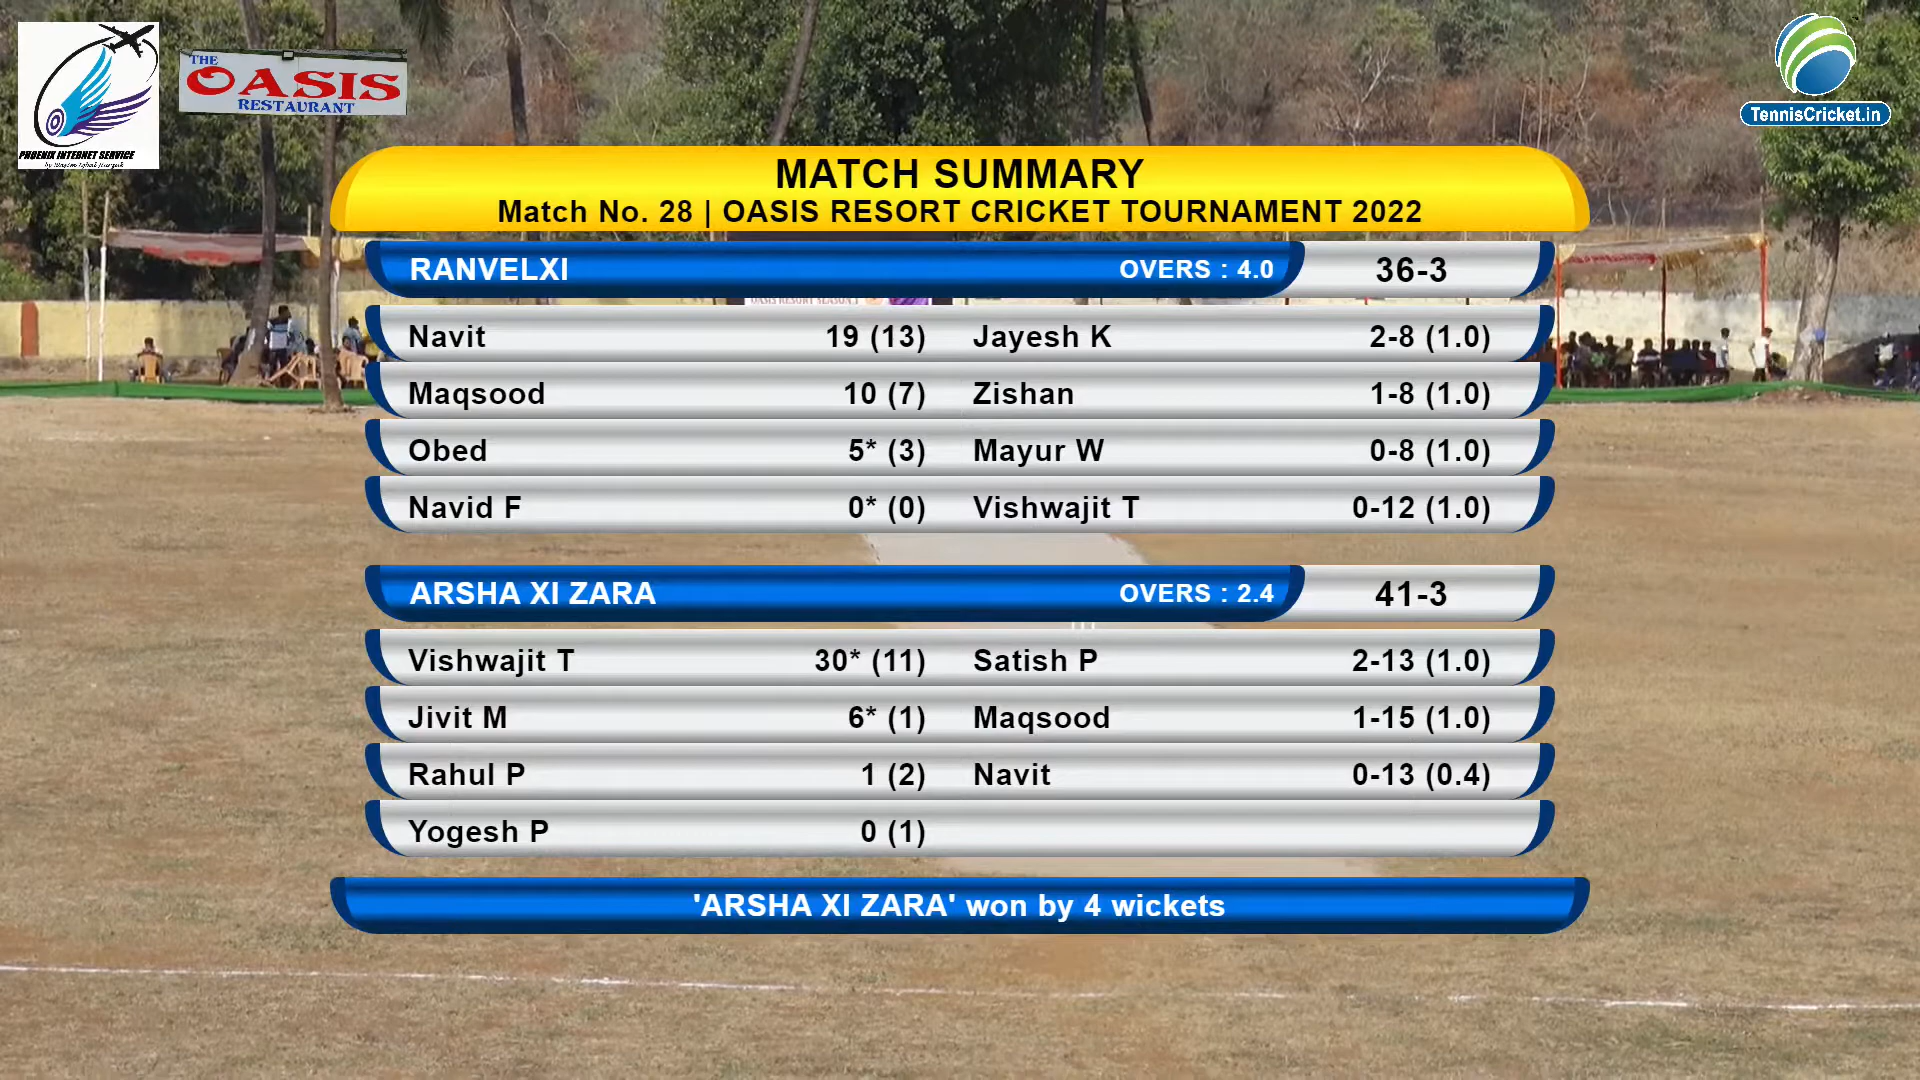 PHOENIX INTERNET SERVICE
THE
OASIS
RESTAURANT
TennisCricket.in
MATCH SUMMARY
Match No. 28 | OASIS RESORT CRICKET TOURNAMENT 2022
RANVELXI OVERS : 4.0 36-3
OASIS RESORT SEASON
Navit 19 (13) Jayesh K 2-8 (1.0)
Maqsood 10 (7) Zishan 1-8 (1.0)
Obed 5* (3) Mayur W 0-8 (1.0)
Navid F 0* (0) Vishwajit T 0-12 (1.0)
ARSHA XI ZARA OVERS : 2.4 41-3
Vishwajit T 30* (11) Satish P 2-13 (1.0)
Jivit M 6* (1) Maqsood 1-15 (1.0)
Rahul P 1 (2) Navit 0-13 (0.4)
Yogesh P 0 (1)
'ARSHA XI ZARA' won by 4 wickets